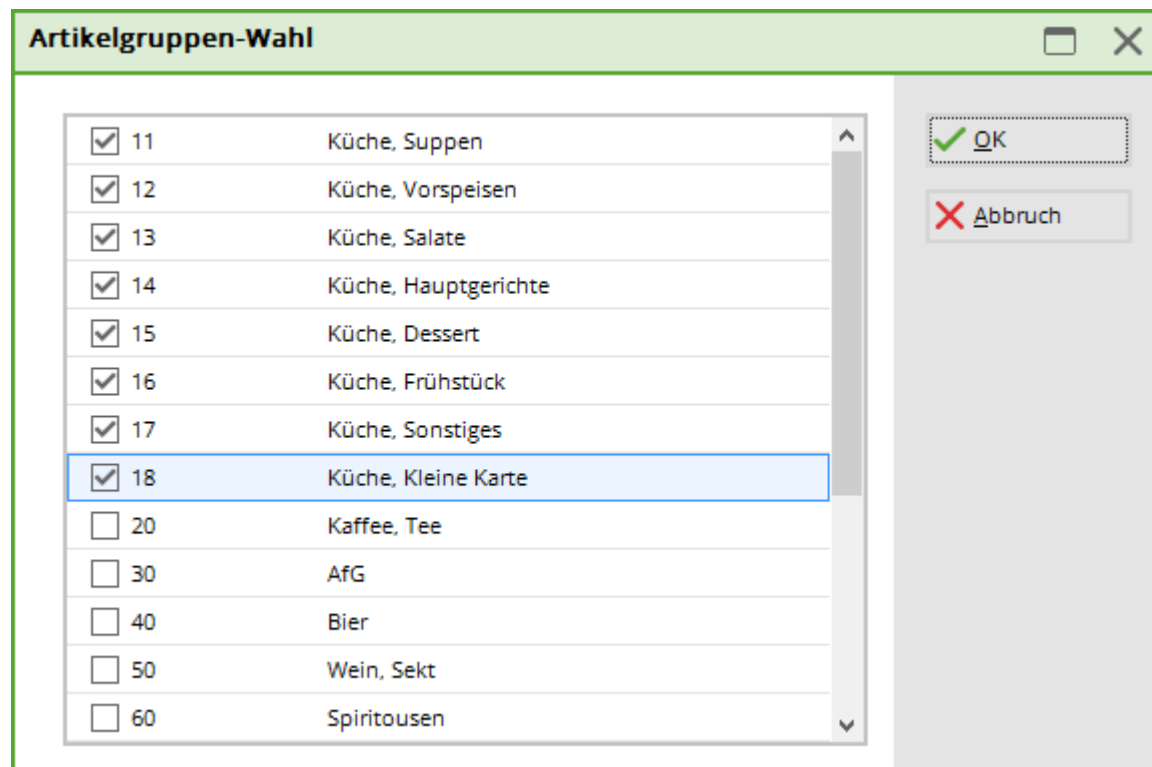 Artikelgruppen-Wahl
11 Küche, Suppen
12 Küche, Vorspeisen
13 Küche, Salate
14 Küche, Hauptgerichte
15 Küche, Dessert
16 Küche, Frühstück
17 Küche, Sonstiges
18 Küche, Kleine Karte
20 Kaffee, Tee
30 AfG
40 Bier
50 Wein, Sekt
60 Spiritousen
OK
Abbruch